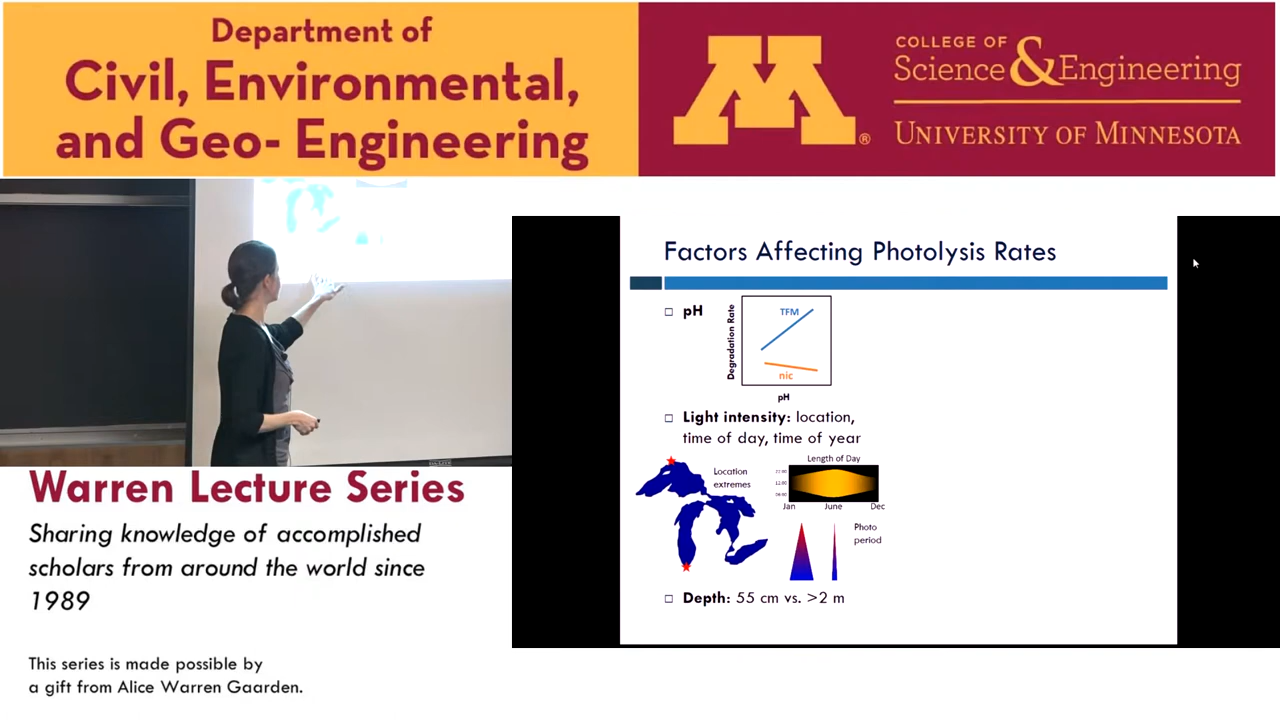 Department of
Civil, Environmental,
and Geo- Engineering
COLLEGE OF
Science & Engineering
UNIVERSITY OF MINNESOTA
M®
Warren Lecture Series
Sharing knowledge of accomplished
scholars from around the world since
1989
This series is made possible by
a gift from Alice Warren Gaarden.
Factors Affecting Photolysis Rates
pH
Degradation Rate
TFM
nic
pH
Light intensity: location,
time of day, time of year
Location
extremes
Length of Day
12:00
Jan June Dec
Photo
period
Depth: 55 cm vs. >2 m